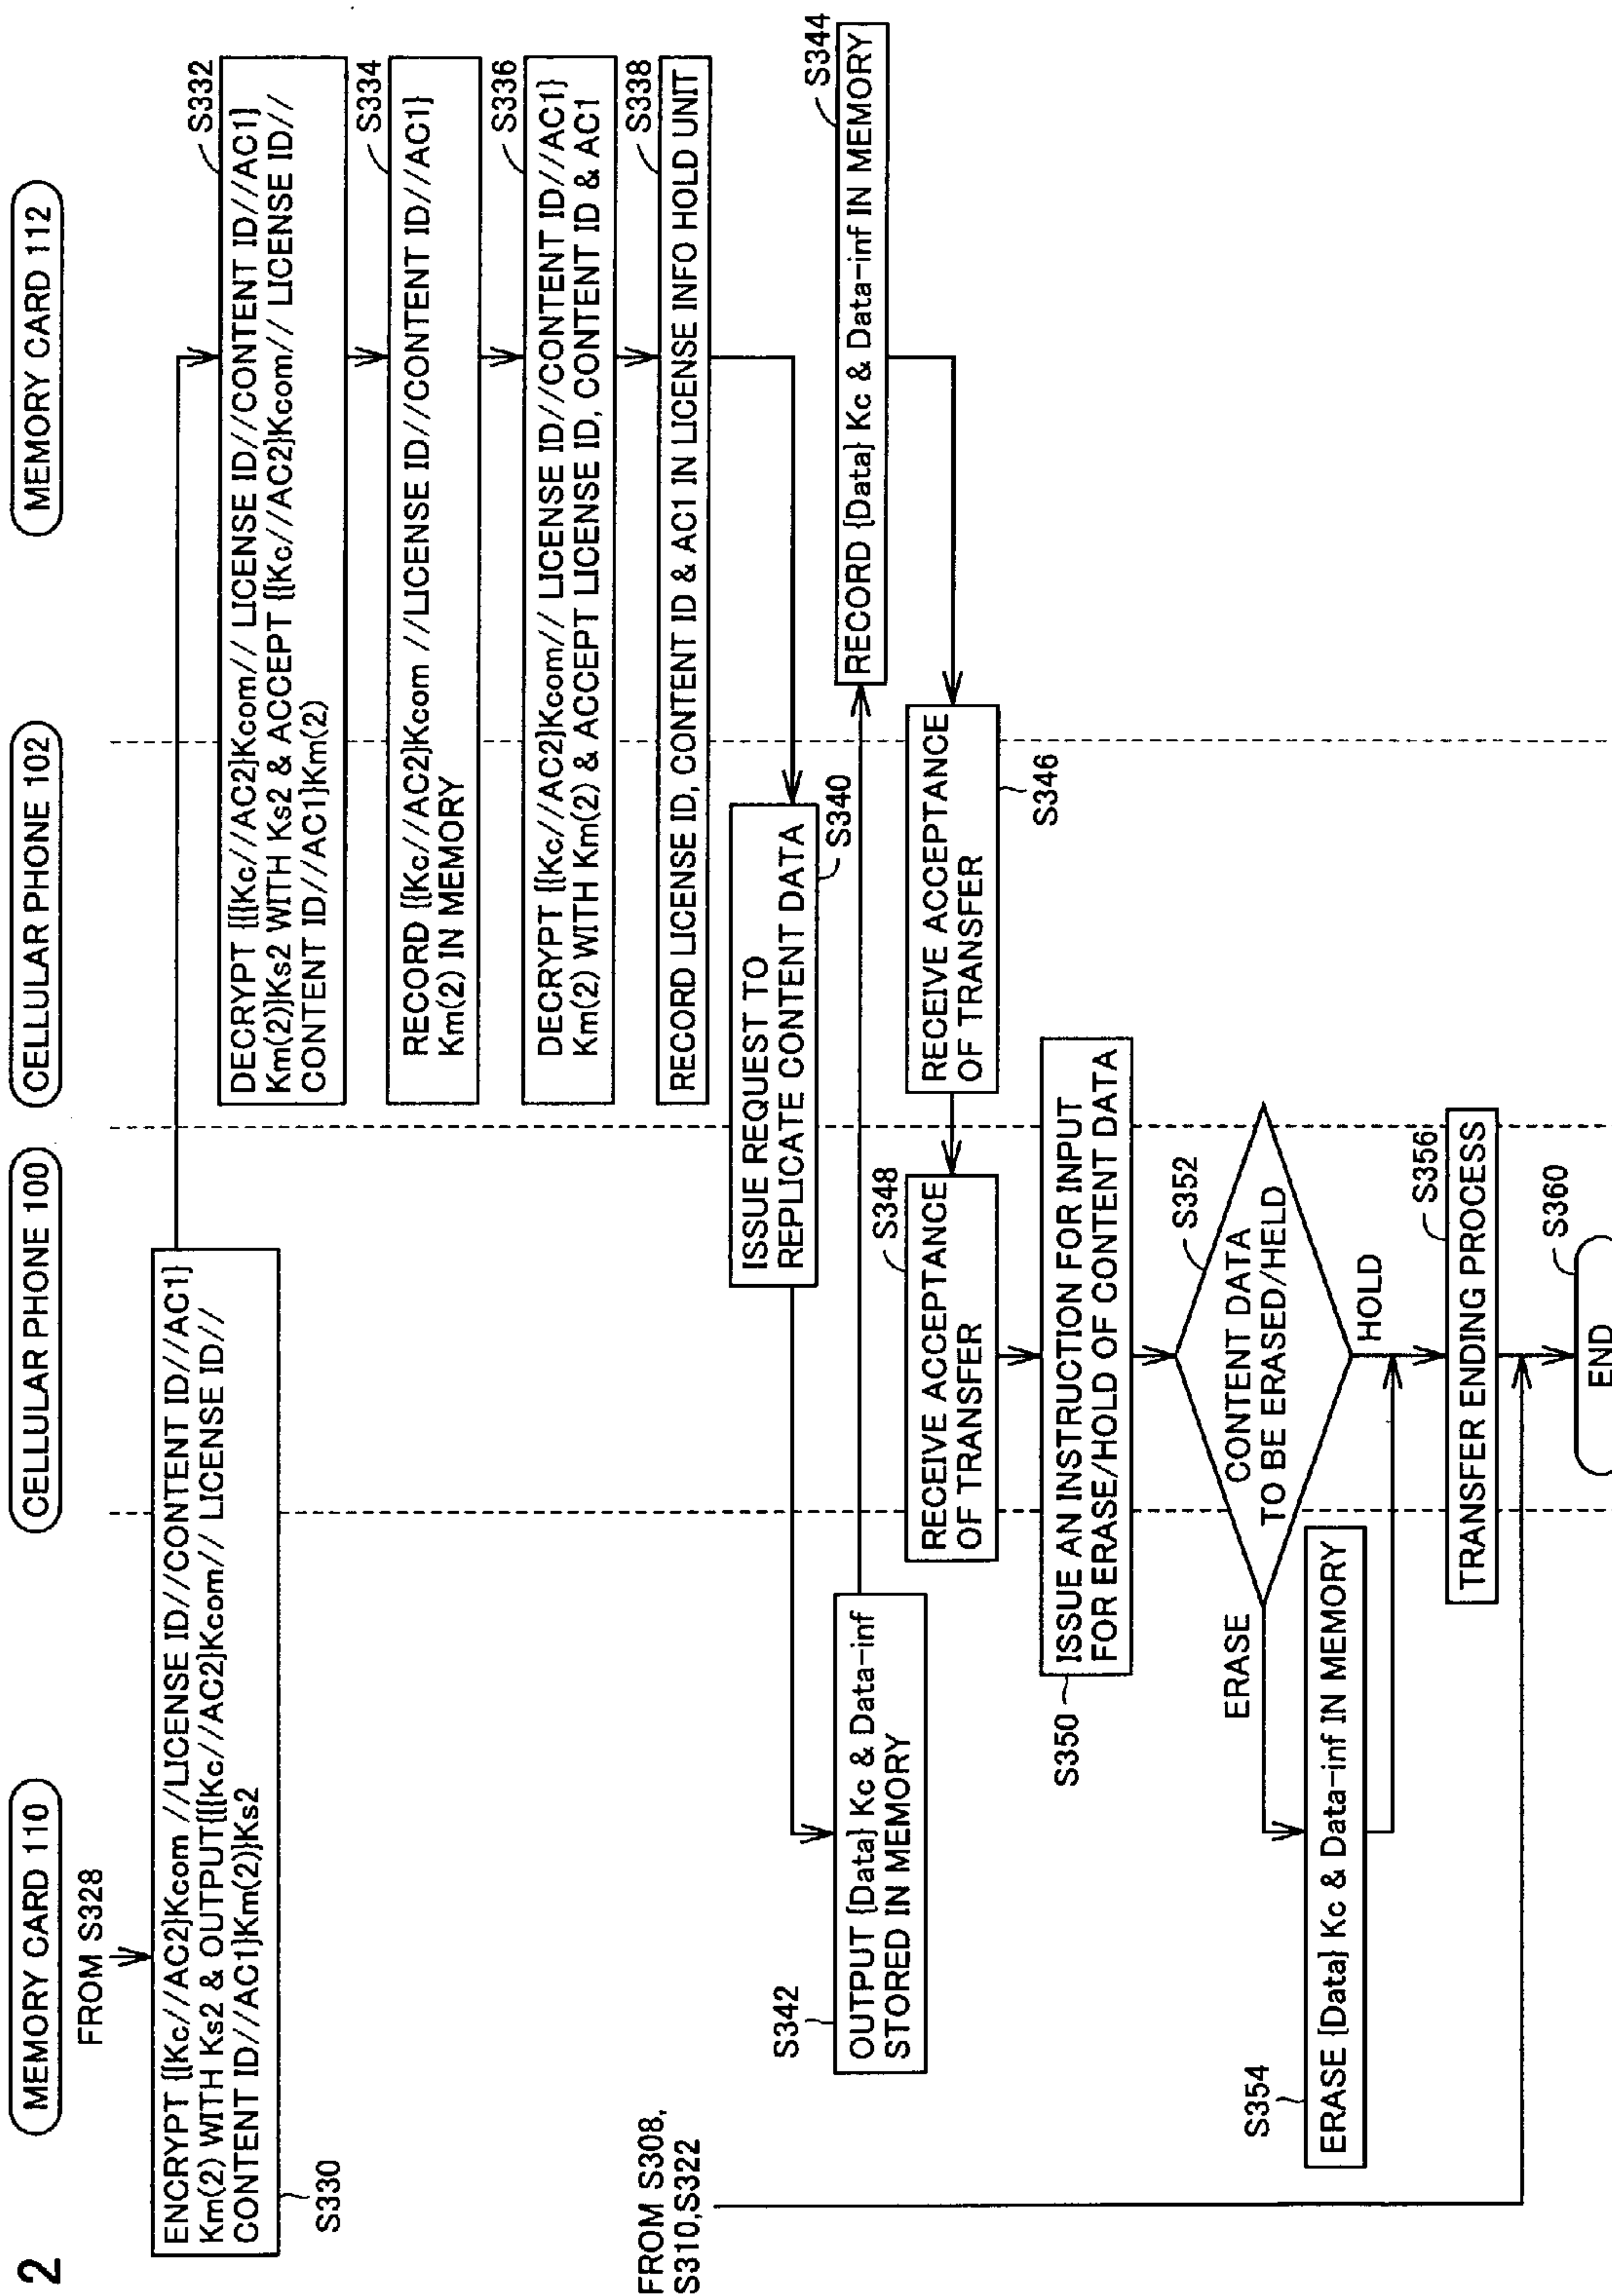 2
MEMORY CARD 110
CELLULAR PHONE 100
CELLULAR PHONE 102
MEMORY CARD 112
FROM S328
ENCRYPT {{{Kc//AC2}Kcom //LICENSE ID//CONTENT ID//AC1}
Km(2) WITH Ks2 & OUTPUT{{{Kc//AC2}Kcom// LICENSE ID//
CONTENT ID//AC1}Km(2)}Ks2
S330
S332
DECRYPT {{{Kc//AC2}Kcom// LICENSE ID//CONTENT ID//AC1}
Km(2)}Ks2 WITH Ks2 & ACCEPT {{Kc//AC2}Kcom// LICENSE ID//
CONTENT ID//AC1}Km(2)
S334
RECORD {{Kc//AC2}Kcom //LICENSE ID//CONTENT ID//AC1}
Km(2) IN MEMORY
S336
DECRYPT {{Kc//AC2}Kcom// LICENSE ID//CONTENT ID//AC1}
Km(2) WITH Km(2) & ACCEPT LICENSE ID, CONTENT ID & AC1
S338
RECORD LICENSE ID, CONTENT ID & AC1 IN LICENSE INFO HOLD UNIT
ISSUE REQUEST TO
REPLICATE CONTENT DATA
S340
S342
OUTPUT {Data} Kc & Data-inf
STORED IN MEMORY
S344
RECORD {Data} Kc & Data-inf IN MEMORY
RECEIVE ACCEPTANCE
OF TRANSFER
S346
S348
RECEIVE ACCEPTANCE
OF TRANSFER
S350
ISSUE AN INSTRUCTION FOR INPUT
FOR ERASE/HOLD OF CONTENT DATA
S352
CONTENT DATA
TO BE ERASED/HELD
ERASE
HOLD
S354
ERASE {Data} Kc & Data-inf IN MEMORY
S356
TRANSFER ENDING PROCESS
FROM S308,
S310,S322
S360
END